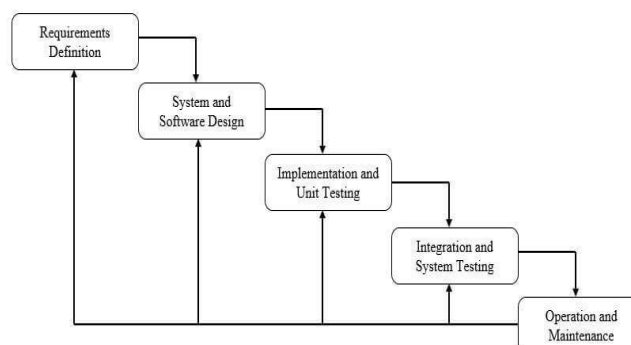 Requirements
Definition
System and
Software Design
Implementation and
Unit Testing
Integration and
System Testing
Operation and
Maintenance